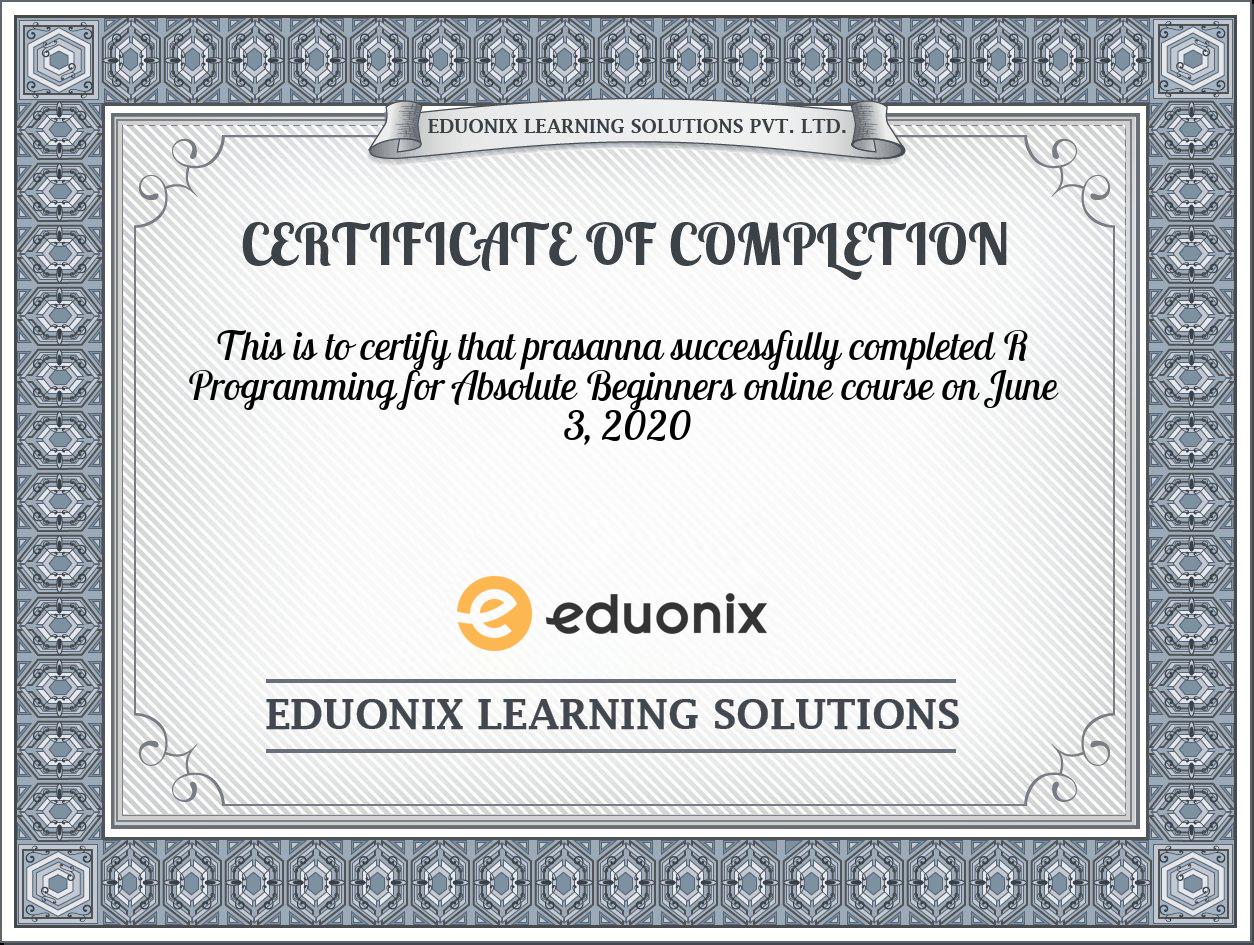 EDUONIX LEARNING SOLUTIONS PVT. LTD.
CERTIFICATE OF COMPLETION
This is to certify that prasanna successfully completed R
Programming for Absolute Beginners online course on June
3, 2020
eduonix
EDUONIX LEARNING SOLUTIONS